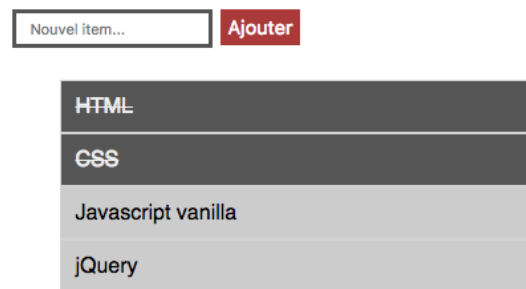 Nouvel item...
Ajouter
HTML
CSS
Javascript vanilla
jQuery